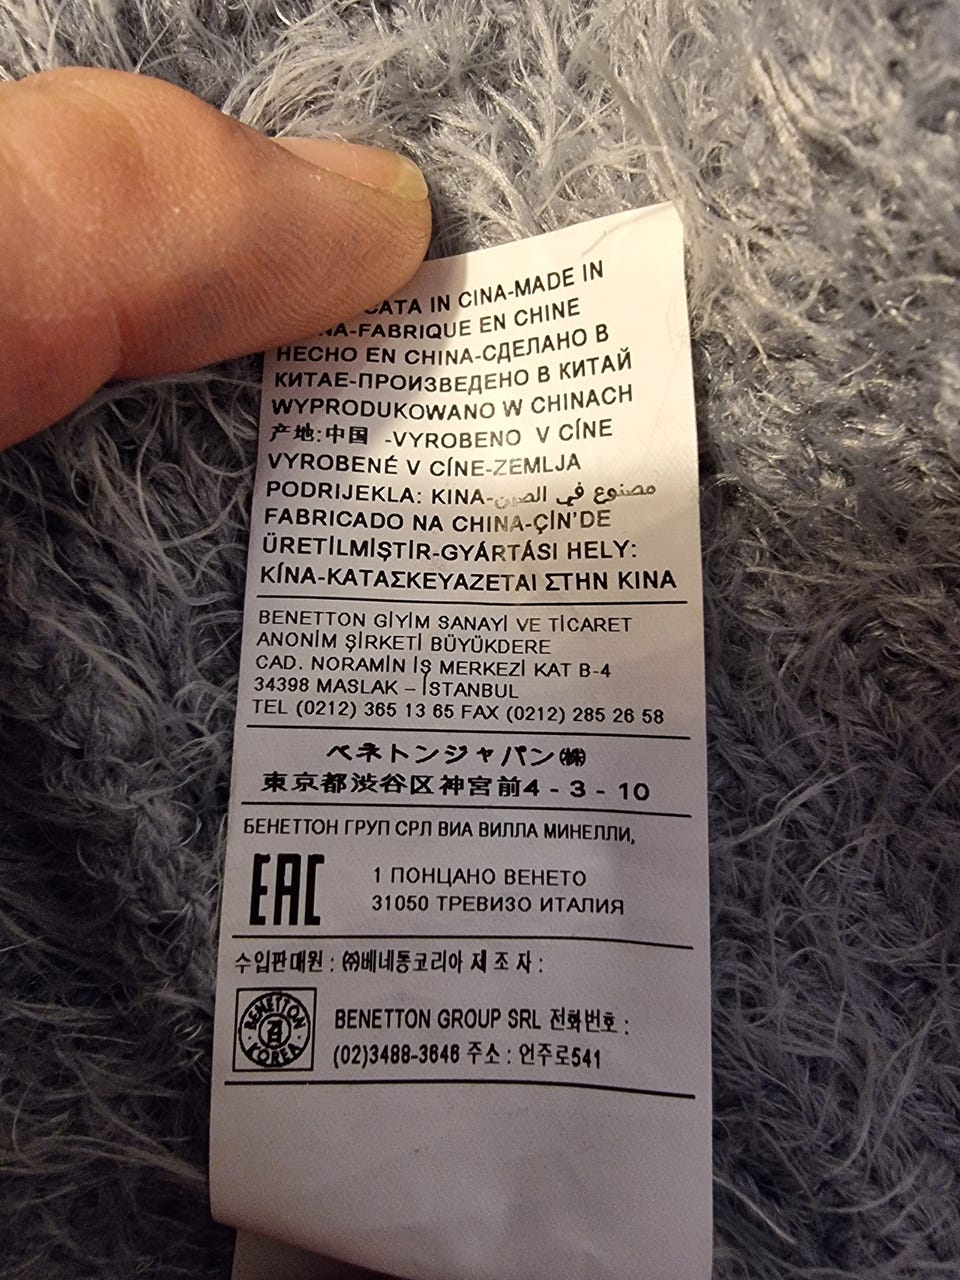 CATA IN CINA-MADE IN
NA-FABRIQUE EN CHINE
HECHO EN CHINA-СДЕЛАНО В
КИТАЕ-ПРОИЗВЕДЕНО В КИТАЙ
WYPRODUKOWANO W CHINACH
产地:中国 -VYROBENO V CÍNE
VYROBENÉ V CÍNE-ZEMLJA
PODRIJEKLA: KINA-مصنوع في الصين
FABRICADO NA CHINA-ÇİN'DE
ÜRETİLMİŞTİR-GYÁRTÁSI HELY:
KÍNA-ΚΑΤΑΣΚΕΥΑΖΕΤΑΙ ΣΤΗΝ ΚΙΝΑ
BENETTON GİYİM SANAYİ VE TİCARET
ANONİM ŞİRKETİ BÜYÜKDERE
CAD. NORAMİN İŞ MERKEZİ KAT B-4
34398 MASLAK – İSTANBUL
TEL (0212) 365 13 65 FAX (0212) 285 26 58
ベネトンジャパン㈱
東京都渋谷区神宮前4 - 3 - 10
БЕНЕТТОН ГРУП СРЛ ВИА ВИЛЛА МИНЕЛЛИ,
EAC
1 ПОНЦАНО ВЕНЕТО
31050 ТРЕВИЗО ИТАЛИЯ
수입판매원 : ㈜베네통코리아 제 조 자 :
BENETTON
KOREA
BENETTON GROUP SRL 전화번호 :
(02)3488-3646 주소 : 언주로541